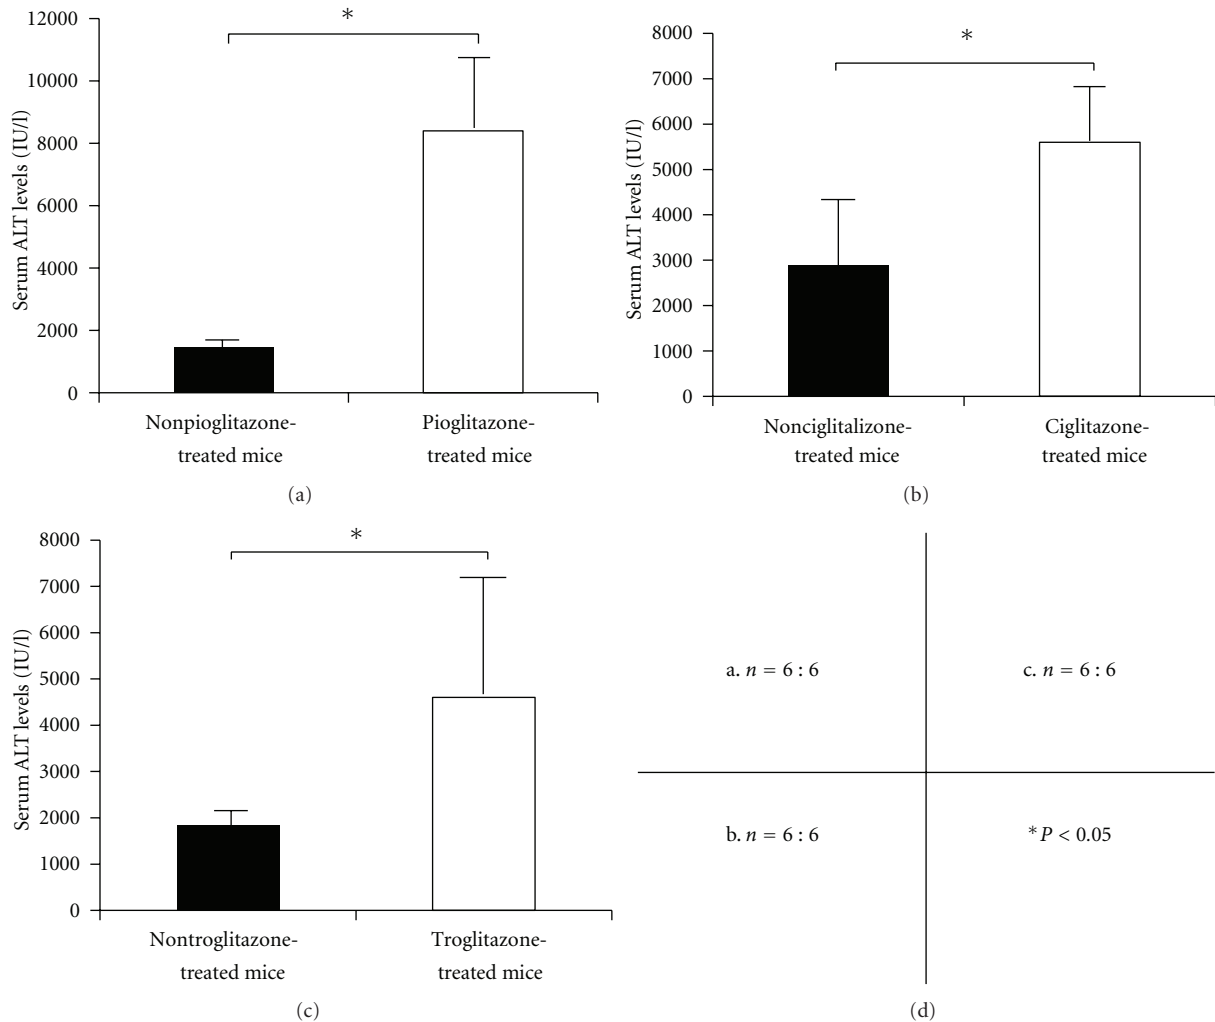 12000
10000
8000
6000
4000
2000
0
Serum ALT levels (IU/l)
*
Nonpioglitazone-
treated mice
Pioglitazone-
treated mice
(a)
8000
7000
6000
5000
4000
3000
2000
1000
0
Serum ALT levels (IU/l)
*
Nonciglitalizone-
treated mice
Ciglitazone-
treated mice
(b)
8000
7000
6000
5000
4000
3000
2000
1000
0
Serum ALT levels (IU/l)
*
Nontroglitazone-
treated mice
Troglitazone-
treated mice
(c)
a. n = 6 : 6
c. n = 6 : 6
b. n = 6 : 6
*P < 0.05
(d)